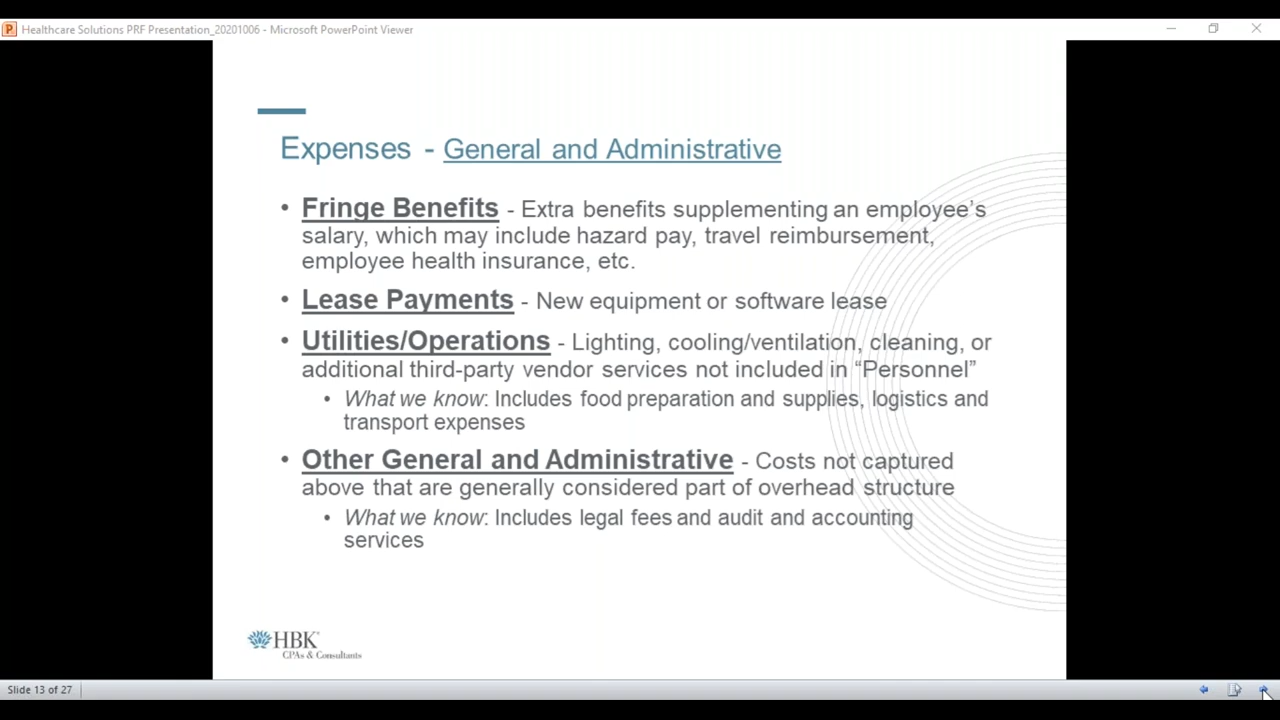 Healthcare Solutions PRF Presentation_20201006 - Microsoft PowerPoint Viewer
Expenses - General and Administrative
• Fringe Benefits - Extra benefits supplementing an employee’s
salary, which may include hazard pay, travel reimbursement,
employee health insurance, etc.
• Lease Payments - New equipment or software lease
• Utilities/Operations - Lighting, cooling/ventilation, cleaning, or
additional third-party vendor services not included in “Personnel”
• What we know: Includes food preparation and supplies, logistics and
transport expenses
• Other General and Administrative - Costs not captured
above that are generally considered part of overhead structure
• What we know: Includes legal fees and audit and accounting
services
HBK
CPAs & Consultants
Slide 13 of 27